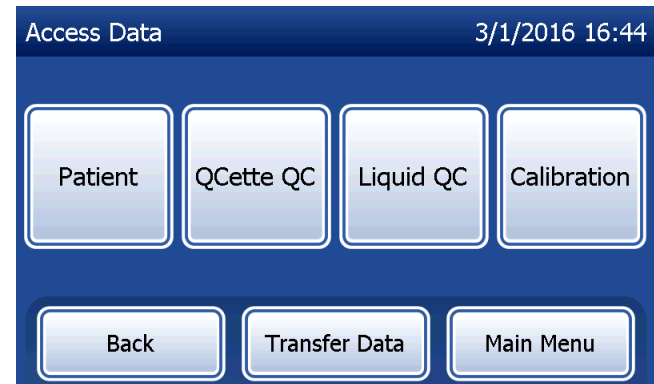 Access Data 3/1/2016 16:44
Patient QCette QC Liquid QC Calibration
Back Transfer Data Main Menu